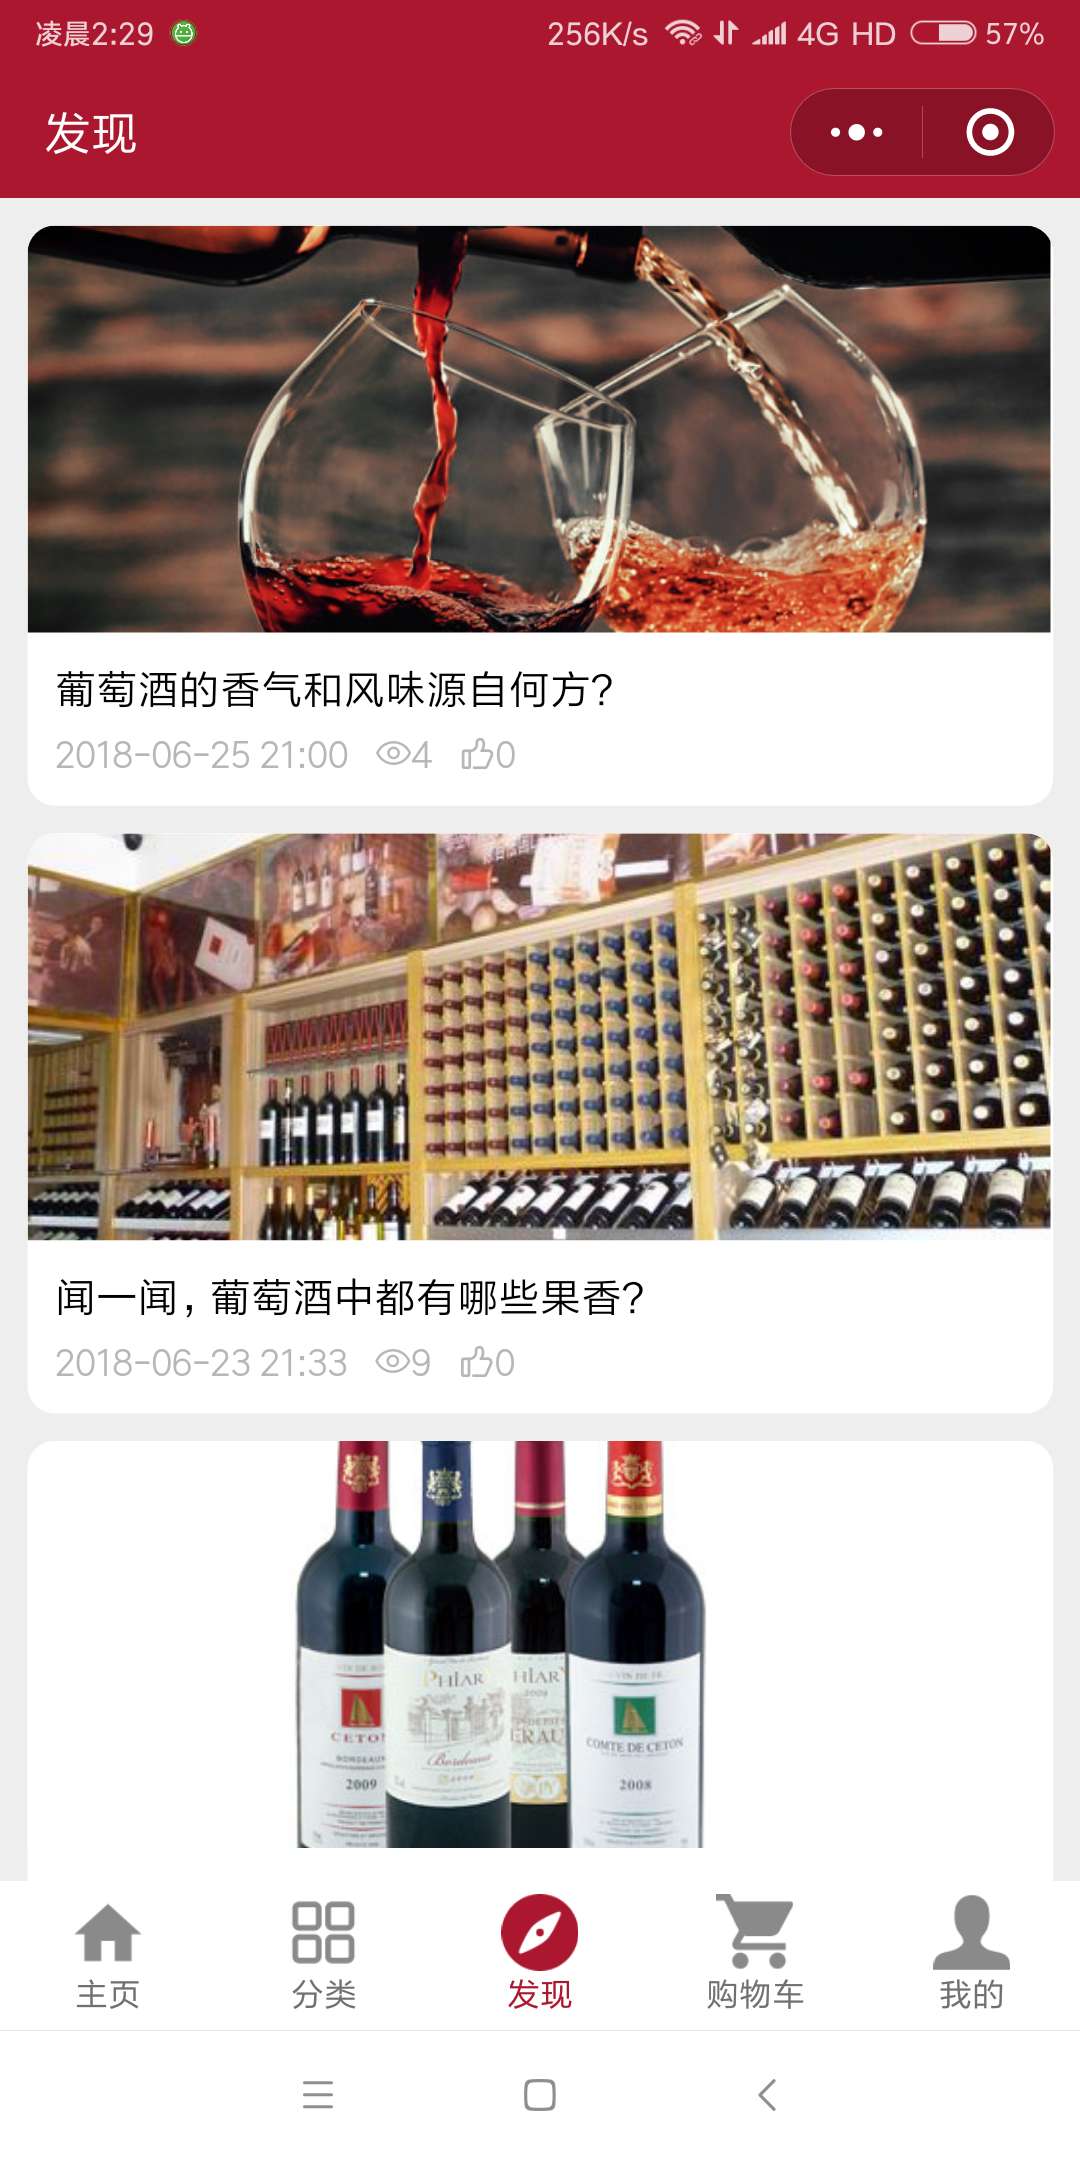 凌晨2:29 256K/s 4G HD 57%
发现
葡萄酒的香气和风味源自何方?
2018-06-25 21:00 4 0
闻一闻，葡萄酒中都有哪些果香?
2018-06-23 21:33 9 0
PHIAR
CETON
BORDEAUX
2009
Bordeaux
2009
COMTE DE CETON
2008
主页 分类 发现 购物车 我的